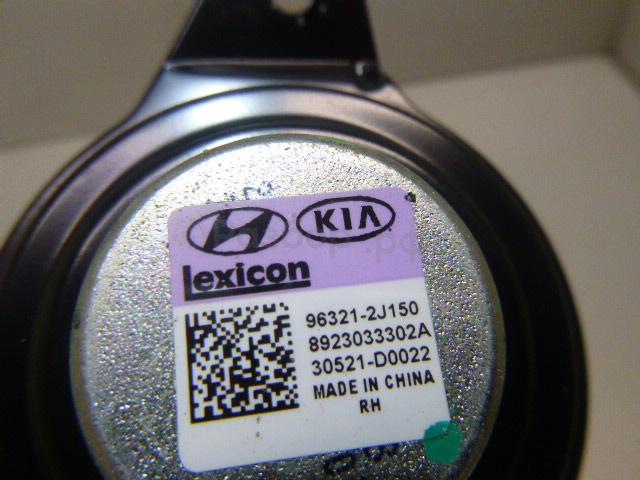 KIA
Lexicon
96321-2J150
8923033302A
30521-D0022
MADE IN CHINA
RH